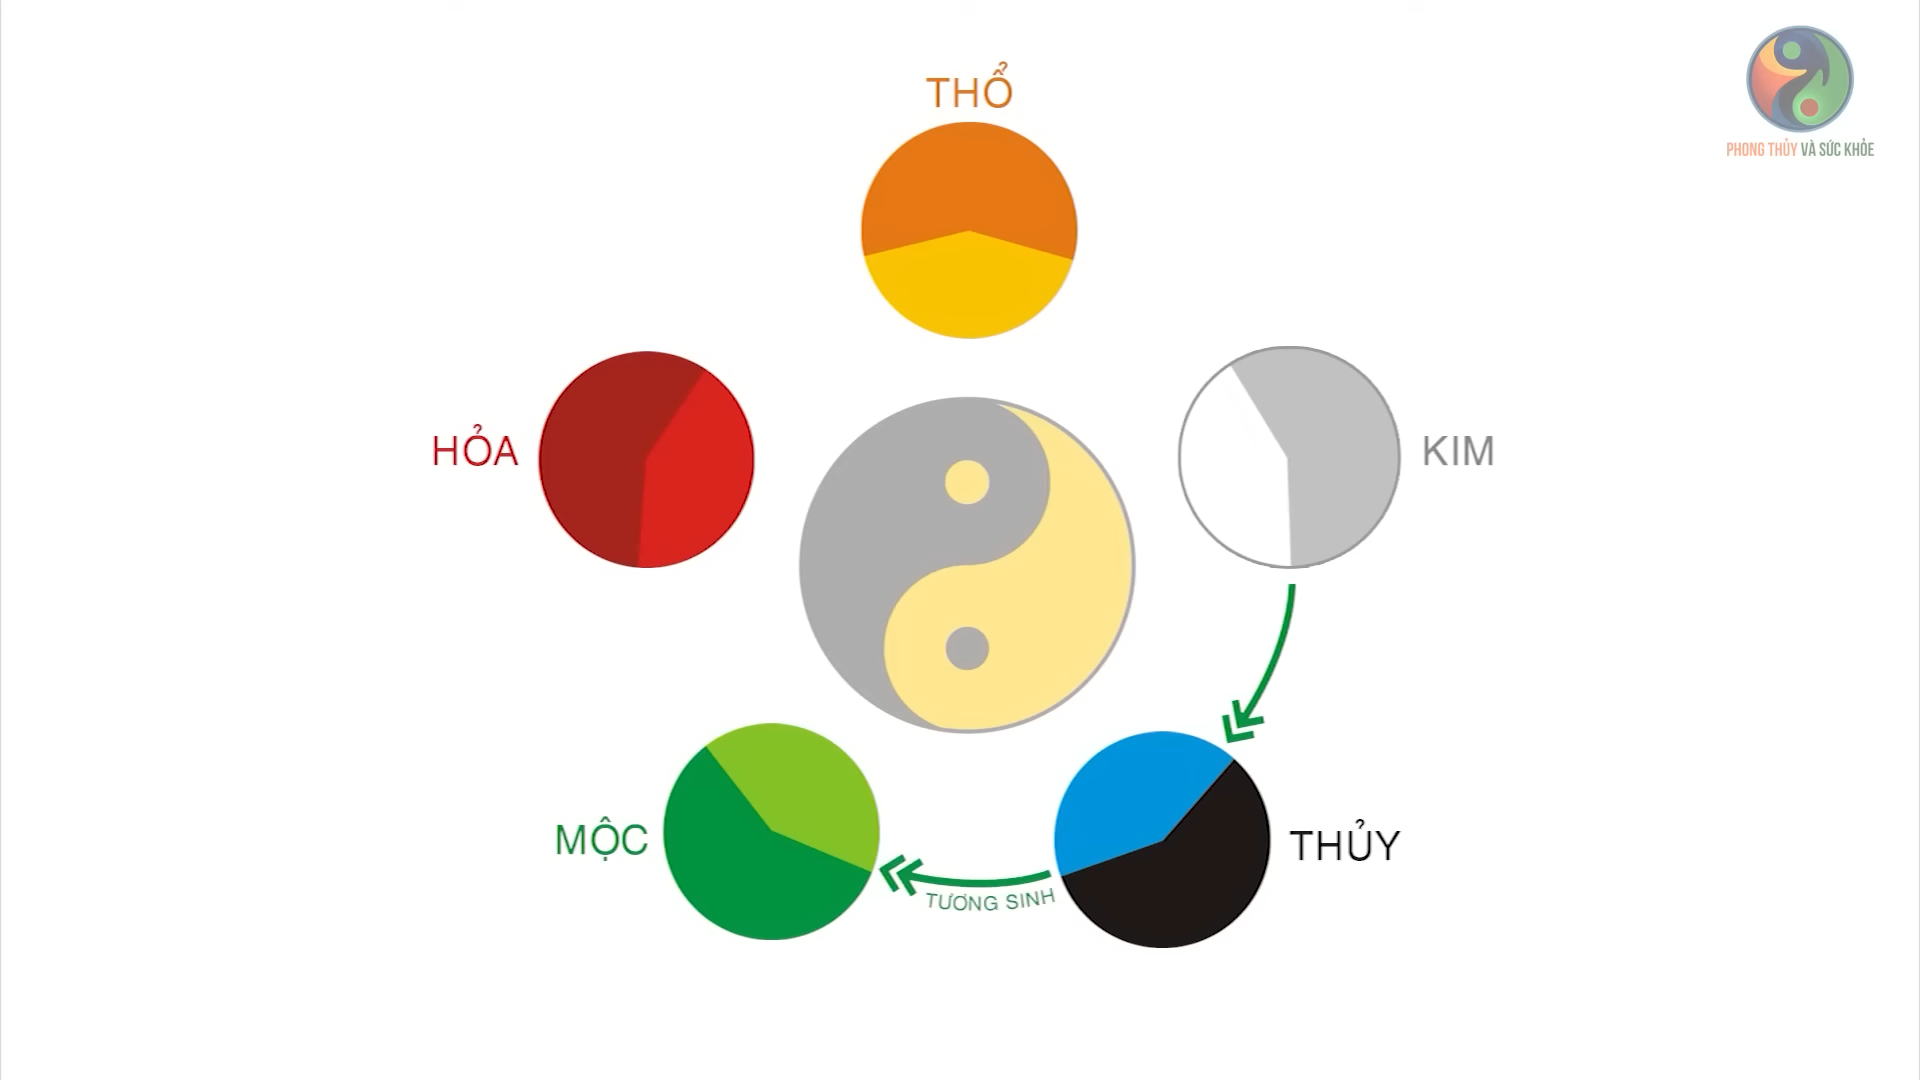 THỔ
PHONG THỦY VÀ SỨC KHỎE
HỎA
KIM
MỘC
THỦY
TƯƠNG SINH